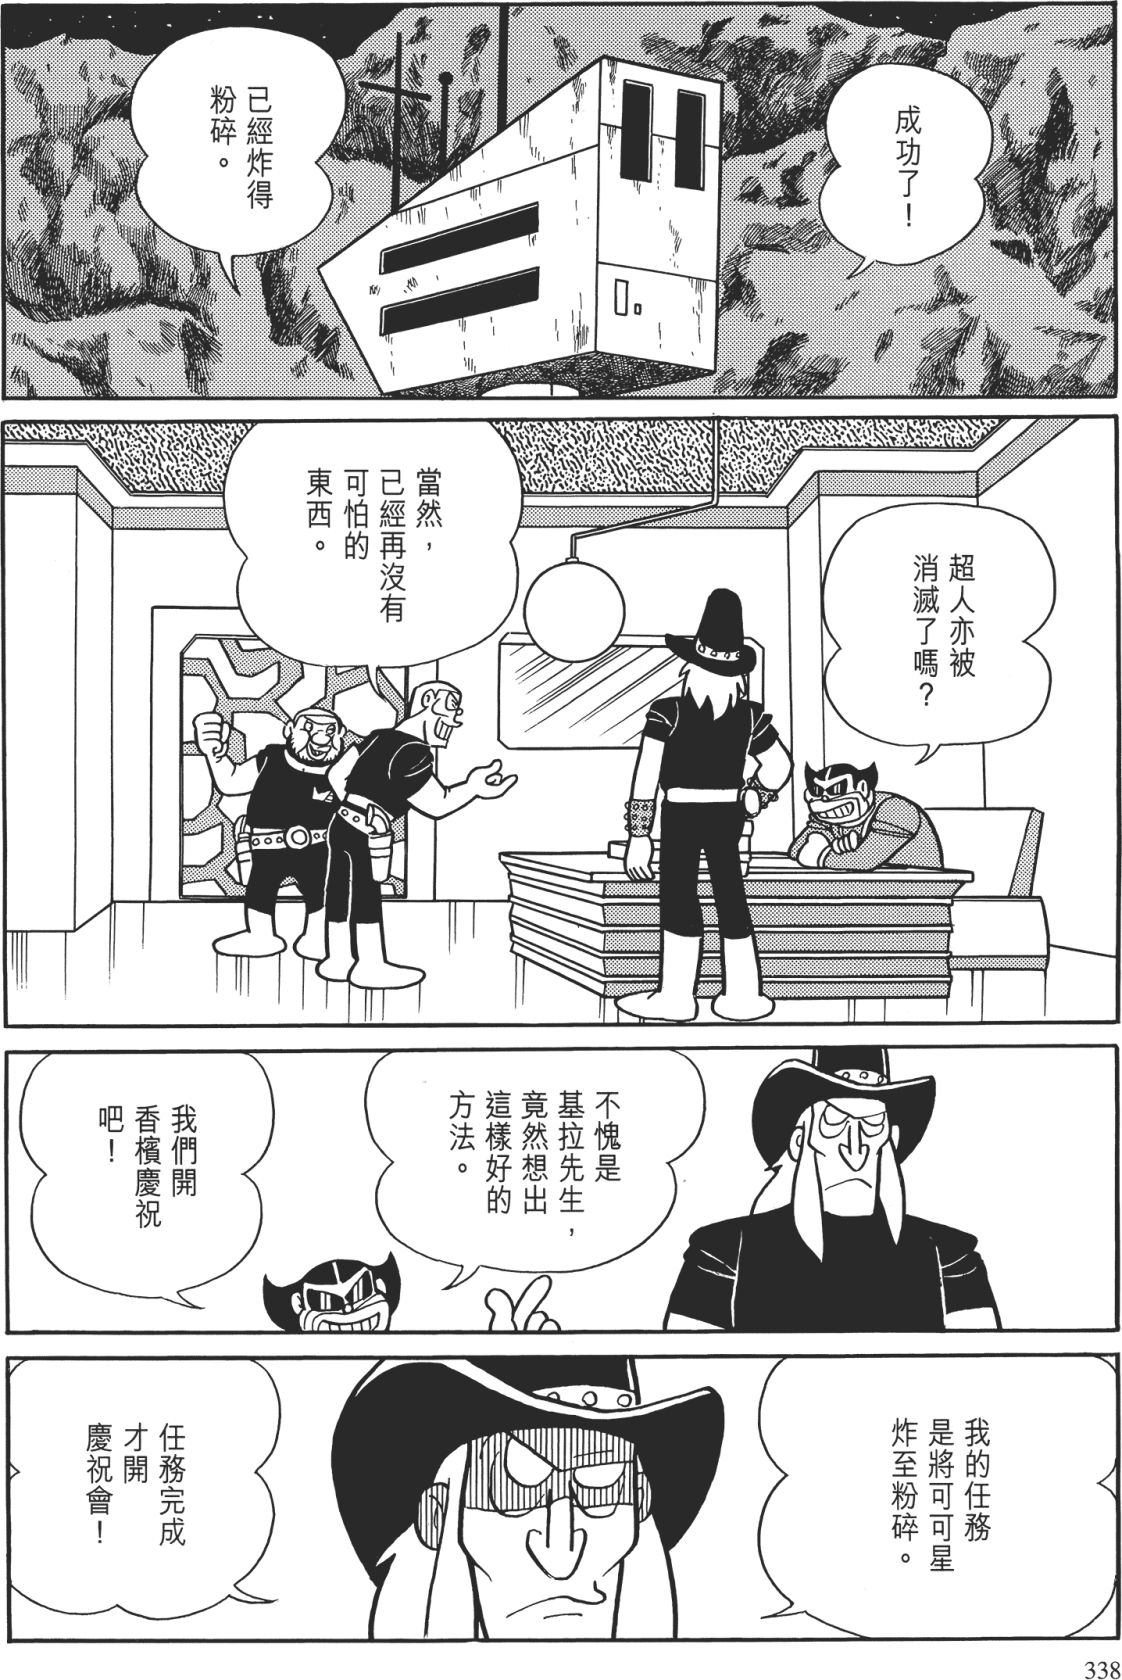 成功了！
已經炸得
粉碎。
超人亦被
消滅了嗎？
當然，
已經再沒有
可怕的
東西。
不愧是
基拉先生，
竟然想出
這樣好的
方法。
我們開
香檳慶祝
吧！
我的任務
是將可可星
炸至粉碎。
任務完成
才開
慶祝會！
338